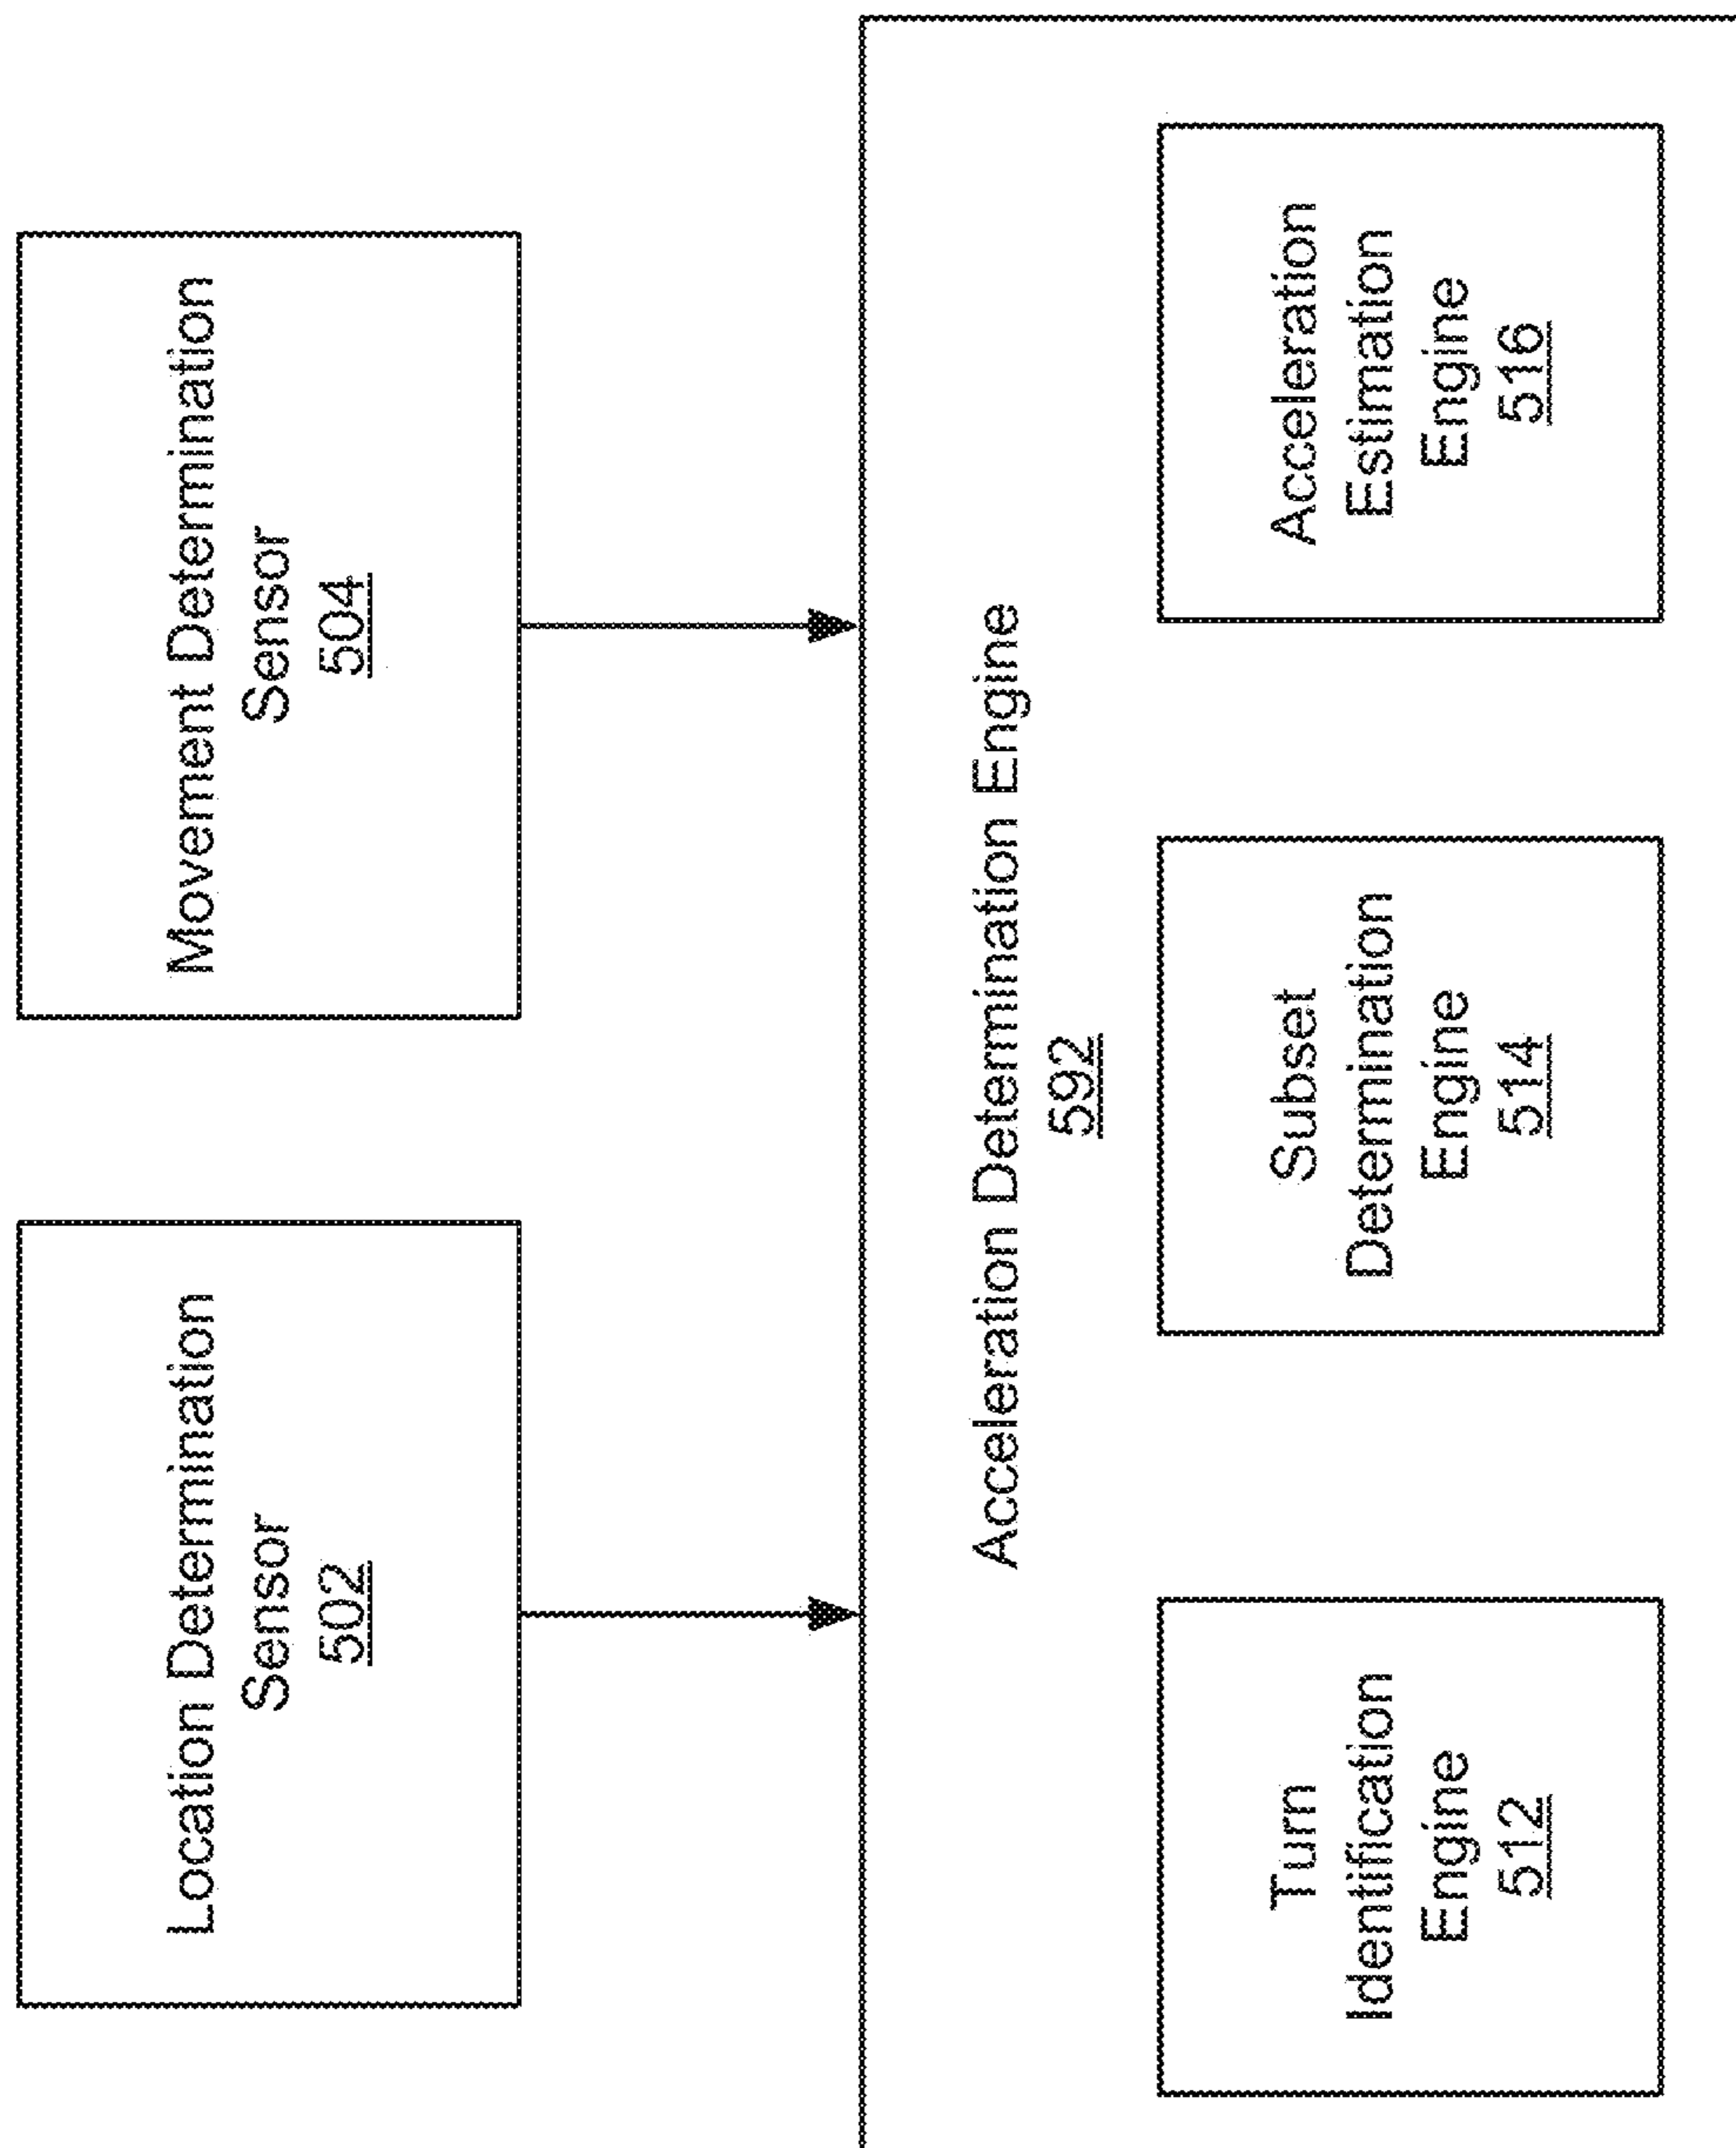 Location Determination
Sensor
502
Movement Determination
Sensor
504
Acceleration Determination Engine
592
Turn
Identification
Engine
512
Subset
Determination
Engine
514
Acceleration
Estimation
Engine
516